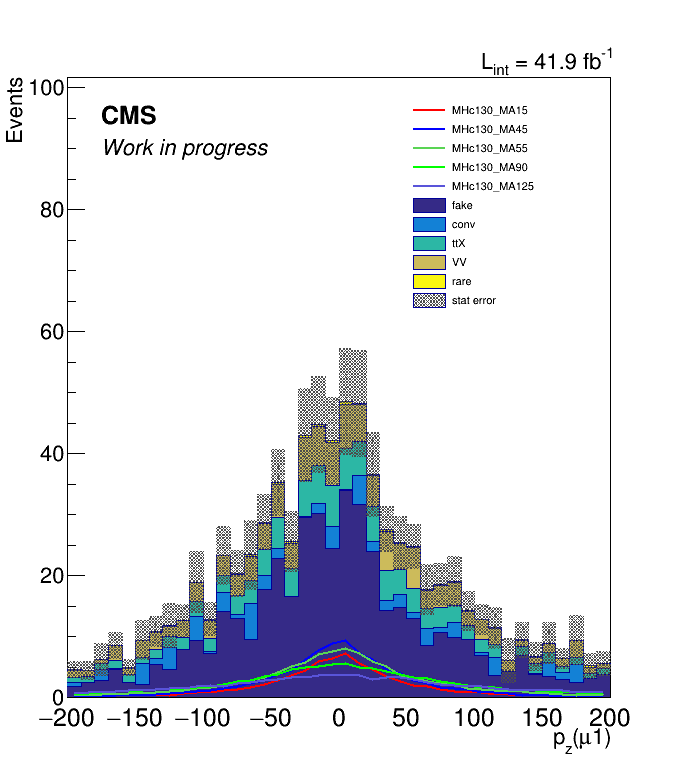 L_int = 41.9 fb^-1
Events
100
80
60
40
20
0
CMS
Work in progress
MHc130_MA15
MHc130_MA45
MHc130_MA55
MHc130_MA90
MHc130_MA125
fake
conv
ttX
VV
rare
stat error
−200 −150 −100 −50 0 50 100 150 200
p_z(μ1)